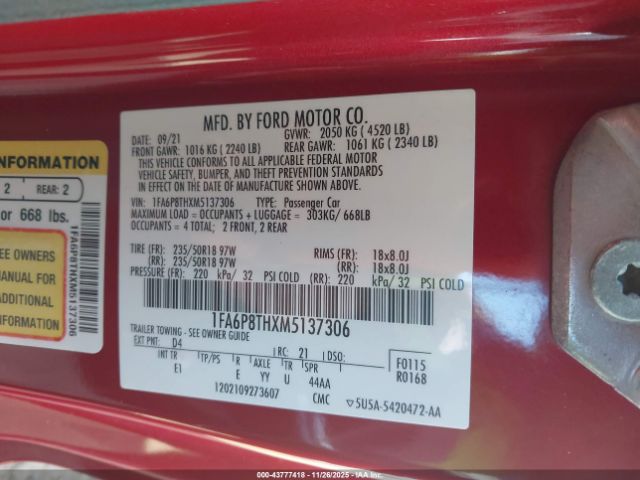 MFD. BY FORD MOTOR CO.
DATE: 09/21 GVWR: 2050 KG ( 4520 LB)
FRONT GAWR: 1016 KG ( 2240 LB) REAR GAWR: 1061 KG ( 2340 LB)
THIS VEHICLE CONFORMS TO ALL APPLICABLE FEDERAL MOTOR
VEHICLE SAFETY, BUMPER, AND THEFT PREVENTION STANDARDS
IN EFFECT ON THE DATE OF MANUFACTURE SHOWN ABOVE.
VIN: 1FA6P8THXM5137306 TYPE: Passenger Car
MAXIMUM LOAD = OCCUPANTS + LUGGAGE = 303KG/ 668LB
OCCUPANTS = 4 TOTAL; 2 FRONT, 2 REAR
TIRE (FR): 235/50R18 97W RIMS (FR): 18x8.0J
(RR): 235/50R18 97W (RR): 18x8.0J
PRESSURE (FR): 220 kPa/ 32 PSI COLD (RR): 220 kPa/ 32 PSI COLD
1FA6P8THXM5137306
TRAILER TOWING - SEE OWNER GUIDE
EXT PNT: D4 RC: 21 DSO: F0115
INT TR TP/PS R AXLE TR SPR R0168
E1 E YY U 44AA
1202109273607 CMC 5U5A-5420472-AA
INFORMATION
2 REAR: 2
or 668 lbs.
SEE OWNERS
MANUAL FOR
ADDITIONAL
INFORMATION
1FA6P8THXM5137306
00-43777418 | 11/26/2025 | IAAI.COM